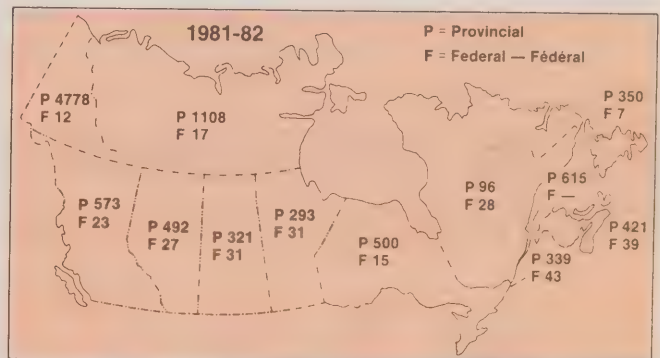 1981-82
P = Provincial
F = Federal — Fédéral
P 4778
F 12
P 1108
F 17
P 350
F 7
P 573
F 23
P 492
F 27
P 321
F 31
P 293
F 31
P 500
F 15
P 96
F 28
P 615
F —
P 421
F 39
P 339
F 43